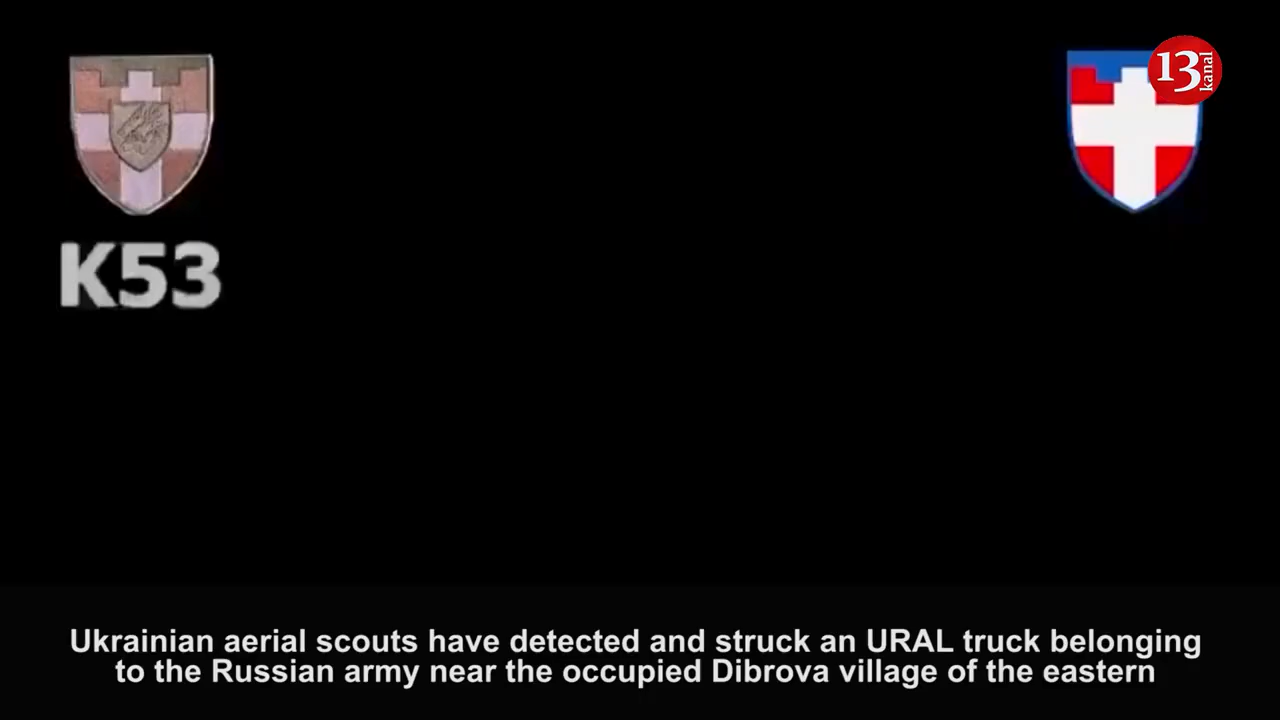 13
kanal
K53
Ukrainian aerial scouts have detected and struck an URAL truck belonging
to the Russian army near the occupied Dibrova village of the eastern